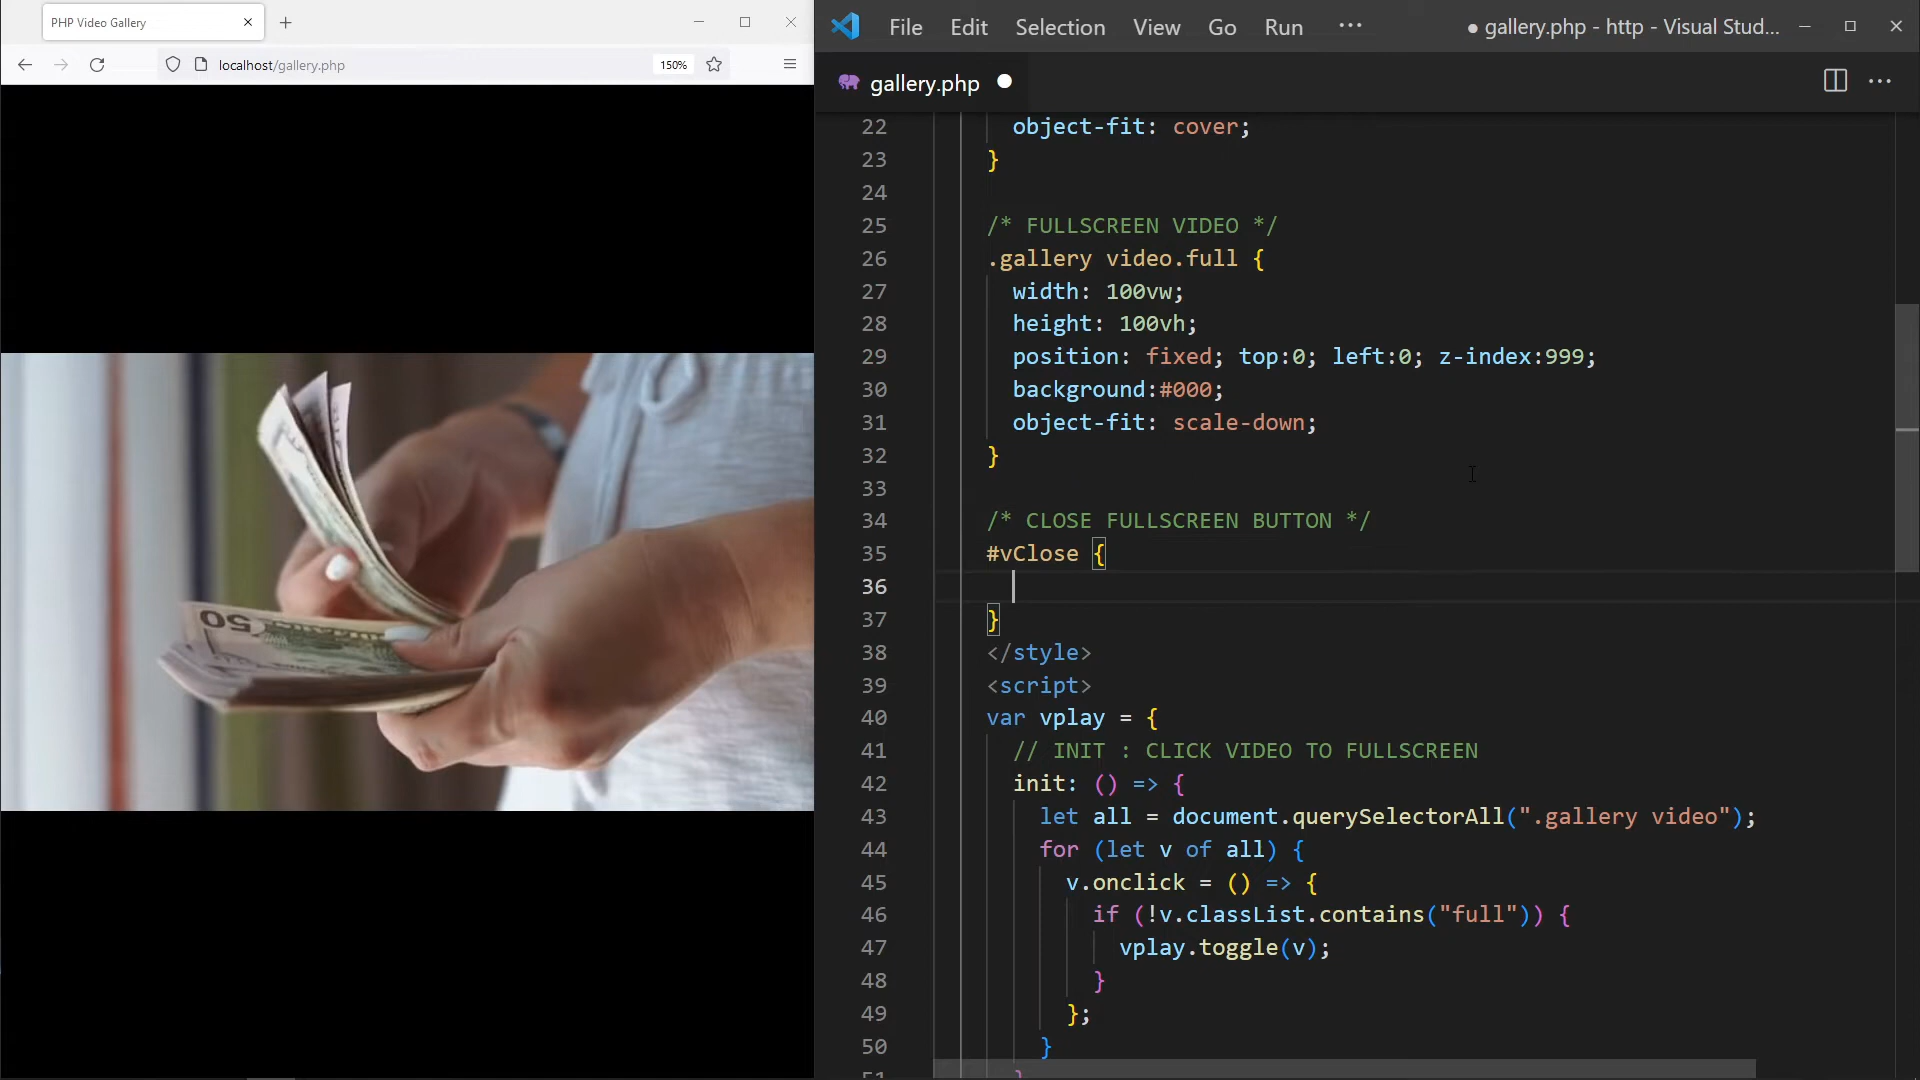 PHP Video Gallery
localhost/gallery.php
150%
50
File Edit Selection View Go Run ···
● gallery.php - http - Visual Stud...
gallery.php
22 object-fit: cover;
23 }
24
25 /* FULLSCREEN VIDEO */
26 .gallery video.full {
27 width: 100vw;
28 height: 100vh;
29 position: fixed; top:0; left:0; z-index:999;
30 background:#000;
31 object-fit: scale-down;
32 }
33
34 /* CLOSE FULLSCREEN BUTTON */
35 #vClose {
36
37 }
38 </style>
39 <script>
40 var vplay = {
41 // INIT : CLICK VIDEO TO FULLSCREEN
42 init: () => {
43 let all = document.querySelectorAll(".gallery video");
44 for (let v of all) {
45 v.onclick = () => {
46 if (!v.classList.contains("full")) {
47 vplay.toggle(v);
48 }
49 };
50 }
51 }